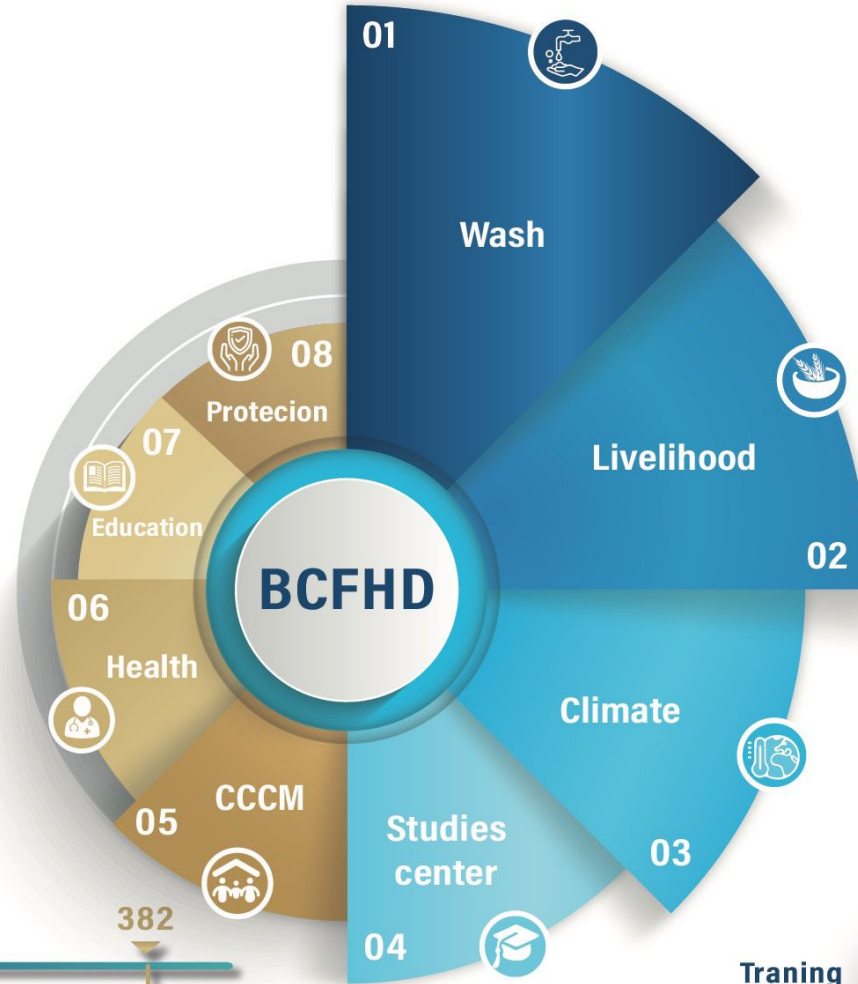 01
Wash
Livelihood
02
Climate
03
Studies
center
04
CCCM
05
06
Health
07
Education
08
Protecion
BCFHD
382
Traning